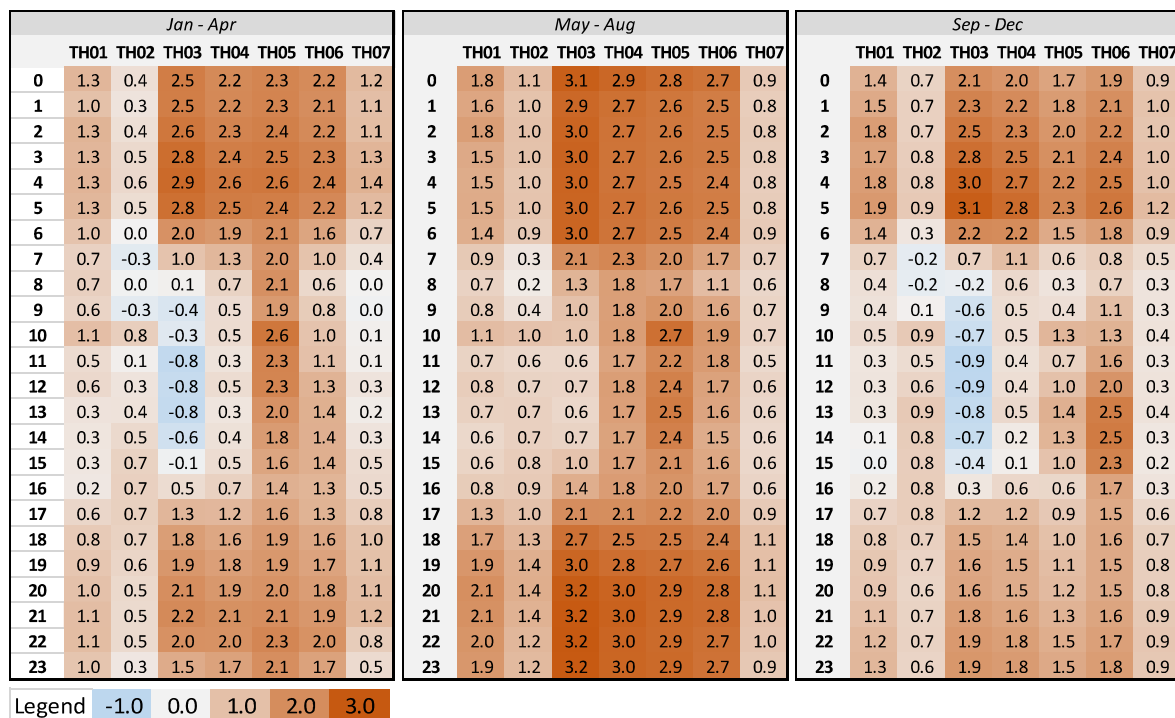 Jan - Apr May - Aug Sep - Dec
TH01 TH02 TH03 TH04 TH05 TH06 TH07 TH01 TH02 TH03 TH04 TH05 TH06 TH07 TH01 TH02 TH03 TH04 TH05 TH06 TH07
0 1.3 0.4 2.5 2.2 2.3 2.2 1.2 0 1.8 1.1 3.1 2.9 2.8 2.7 0.9 0 1.4 0.7 2.1 2.0 1.7 1.9 0.9
1 1.0 0.3 2.5 2.2 2.3 2.1 1.1 1 1.6 1.0 2.9 2.7 2.6 2.5 0.8 1 1.5 0.7 2.3 2.2 1.8 2.1 1.0
2 1.3 0.4 2.6 2.3 2.4 2.2 1.1 2 1.8 1.0 3.0 2.7 2.6 2.5 0.8 2 1.8 0.7 2.5 2.3 2.0 2.2 1.0
3 1.3 0.5 2.8 2.4 2.5 2.3 1.3 3 1.5 1.0 3.0 2.7 2.6 2.5 0.8 3 1.7 0.8 2.8 2.5 2.1 2.4 1.0
4 1.3 0.6 2.9 2.6 2.6 2.4 1.4 4 1.5 1.0 3.0 2.7 2.5 2.4 0.8 4 1.8 0.8 3.0 2.7 2.2 2.5 1.0
5 1.3 0.5 2.8 2.5 2.4 2.2 1.2 5 1.5 1.0 3.0 2.7 2.6 2.5 0.8 5 1.9 0.9 3.1 2.8 2.3 2.6 1.2
6 1.0 0.0 2.0 1.9 2.1 1.6 0.7 6 1.4 0.9 3.0 2.7 2.5 2.4 0.9 6 1.4 0.3 2.2 2.2 1.5 1.8 0.9
7 0.7 -0.3 1.0 1.3 2.0 1.0 0.4 7 0.9 0.3 2.1 2.3 2.0 1.7 0.7 7 0.7 -0.2 0.7 1.1 0.6 0.8 0.5
8 0.7 0.0 0.1 0.7 2.1 0.6 0.0 8 0.7 0.2 1.3 1.8 1.7 1.1 0.6 8 0.4 -0.2 -0.2 0.6 0.3 0.7 0.3
9 0.6 -0.3 -0.4 0.5 1.9 0.8 0.0 9 0.8 0.4 1.0 1.8 2.0 1.6 0.7 9 0.4 0.1 -0.6 0.5 0.4 1.1 0.3
10 1.1 0.8 -0.3 0.5 2.6 1.0 0.1 10 1.1 1.0 1.0 1.8 2.7 1.9 0.7 10 0.5 0.9 -0.7 0.5 1.3 1.3 0.4
11 0.5 0.1 -0.8 0.3 2.3 1.1 0.1 11 0.7 0.6 0.6 1.7 2.2 1.8 0.5 11 0.3 0.5 -0.9 0.4 0.7 1.6 0.3
12 0.6 0.3 -0.8 0.5 2.3 1.3 0.3 12 0.8 0.7 0.7 1.8 2.4 1.7 0.6 12 0.3 0.6 -0.9 0.4 1.0 2.0 0.3
13 0.3 0.4 -0.8 0.3 2.0 1.4 0.2 13 0.7 0.7 0.6 1.7 2.5 1.6 0.6 13 0.3 0.9 -0.8 0.5 1.4 2.5 0.4
14 0.3 0.5 -0.6 0.4 1.8 1.4 0.3 14 0.6 0.7 0.7 1.7 2.4 1.5 0.6 14 0.1 0.8 -0.7 0.2 1.3 2.5 0.3
15 0.3 0.7 -0.1 0.5 1.6 1.4 0.5 15 0.6 0.8 1.0 1.7 2.1 1.6 0.6 15 0.0 0.8 -0.4 0.1 1.0 2.3 0.2
16 0.2 0.7 0.5 0.7 1.4 1.3 0.5 16 0.8 0.9 1.4 1.8 2.0 1.7 0.6 16 0.2 0.8 0.3 0.6 0.6 1.7 0.3
17 0.6 0.7 1.3 1.2 1.6 1.3 0.8 17 1.3 1.0 2.1 2.1 2.2 2.0 0.9 17 0.7 0.8 1.2 1.2 0.9 1.5 0.6
18 0.8 0.7 1.8 1.6 1.9 1.6 1.0 18 1.7 1.3 2.7 2.5 2.5 2.4 1.1 18 0.8 0.7 1.5 1.4 1.0 1.6 0.7
19 0.9 0.6 1.9 1.8 1.9 1.7 1.1 19 1.9 1.4 3.0 2.8 2.7 2.6 1.1 19 0.9 0.7 1.6 1.5 1.1 1.5 0.8
20 1.0 0.5 2.1 1.9 2.0 1.8 1.1 20 2.1 1.4 3.2 3.0 2.9 2.8 1.1 20 0.9 0.6 1.6 1.5 1.2 1.5 0.8
21 1.1 0.5 2.2 2.1 2.1 1.9 1.2 21 2.1 1.4 3.2 3.0 2.9 2.8 1.0 21 1.1 0.7 1.8 1.6 1.3 1.6 0.9
22 1.1 0.5 2.0 2.0 2.3 2.0 0.8 22 2.0 1.2 3.2 3.0 2.9 2.7 1.0 22 1.2 0.7 1.9 1.8 1.5 1.7 0.9
23 1.0 0.3 1.5 1.7 2.1 1.7 0.5 23 1.9 1.2 3.2 3.0 2.9 2.7 0.9 23 1.3 0.6 1.9 1.8 1.5 1.8 0.9
Legend -1.0 0.0 1.0 2.0 3.0